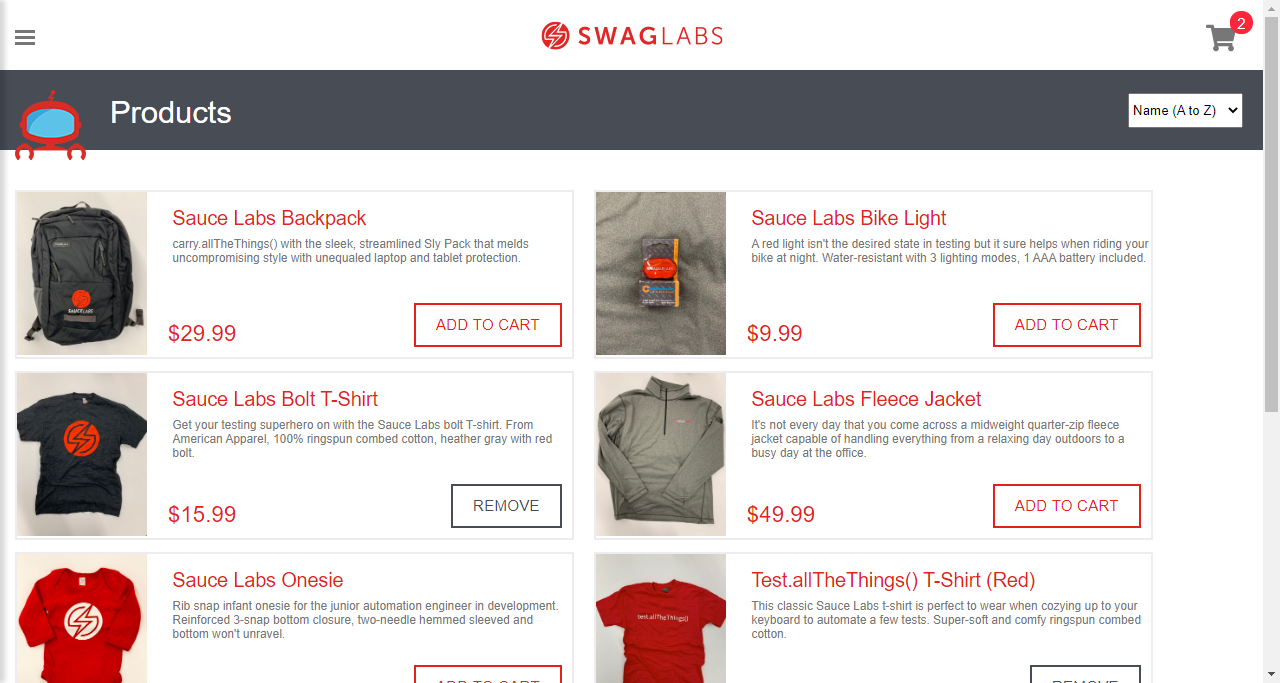 SWAGLABS
2
Products
Name (A to Z)
Sauce Labs Backpack
carry.allTheThings() with the sleek, streamlined Sly Pack that melds
uncompromising style with unequaled laptop and tablet protection.
$29.99
ADD TO CART
Sauce Labs Bike Light
A red light isn't the desired state in testing but it sure helps when riding your
bike at night. Water-resistant with 3 lighting modes, 1 AAA battery included.
$9.99
ADD TO CART
Sauce Labs Bolt T-Shirt
Get your testing superhero on with the Sauce Labs bolt T-shirt. From
American Apparel, 100% ringspun combed cotton, heather gray with red
bolt.
$15.99
REMOVE
Sauce Labs Fleece Jacket
It's not every day that you come across a midweight quarter-zip fleece
jacket capable of handling everything from a relaxing day outdoors to a
busy day at the office.
$49.99
ADD TO CART
Sauce Labs Onesie
Rib snap infant onesie for the junior automation engineer in development.
Reinforced 3-snap bottom closure, two-needle hemmed sleeved and
bottom won't unravel.
ADD TO CART
test.allTheThings()
Test.allTheThings() T-Shirt (Red)
This classic Sauce Labs t-shirt is perfect to wear when cozying up to your
keyboard to automate a few tests. Super-soft and comfy ringspun combed
cotton.
REMOVE